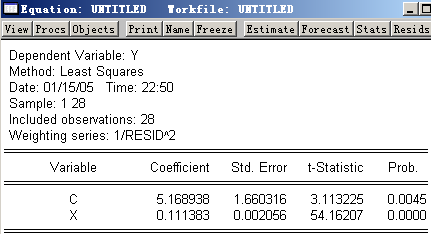 Equation: UNTITLED Workfile: UNTITLED
View Procs Objects Print Name Freeze Estimate Forecast Stats Resids
Dependent Variable: Y
Method: Least Squares
Date: 01/15/05 Time: 22:50
Sample: 1 28
Included observations: 28
Weighting series: 1/RESID^2
Variable Coefficient Std. Error t-Statistic Prob.
C 5.168938 1.660316 3.113225 0.0045
X 0.111383 0.002056 54.16207 0.0000